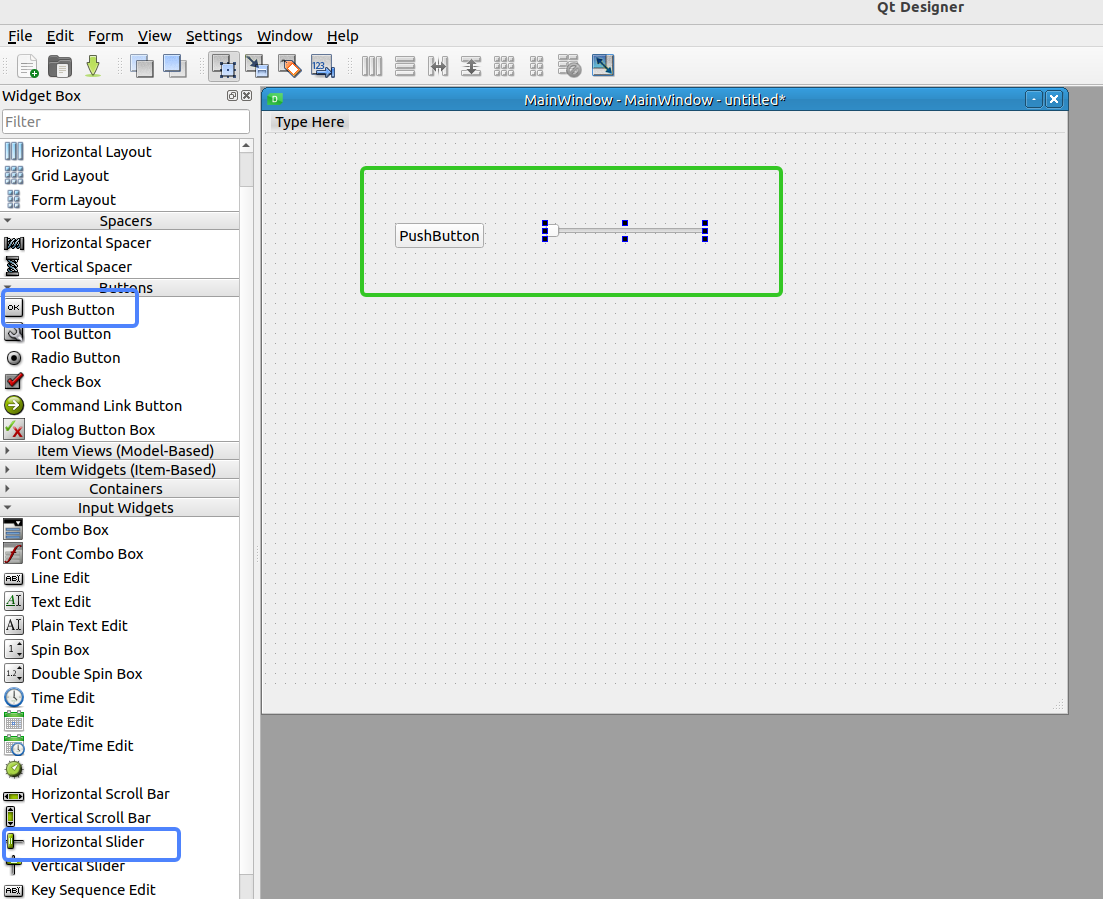 Qt Designer
File Edit Form View Settings Window Help
Widget Box
MainWindow - MainWindow - untitled*
Filter
Type Here
Horizontal Layout
Grid Layout
Form Layout
Spacers
Horizontal Spacer
PushButton
Vertical Spacer
Buttons
Push Button
Tool Button
Radio Button
Check Box
Command Link Button
Dialog Button Box
Item Views (Model-Based)
Item Widgets (Item-Based)
Containers
Input Widgets
Combo Box
Font Combo Box
Line Edit
Text Edit
Plain Text Edit
Spin Box
Double Spin Box
Time Edit
Date Edit
Date/Time Edit
Dial
Horizontal Scroll Bar
Vertical Scroll Bar
Horizontal Slider
Vertical Slider
Key Sequence Edit